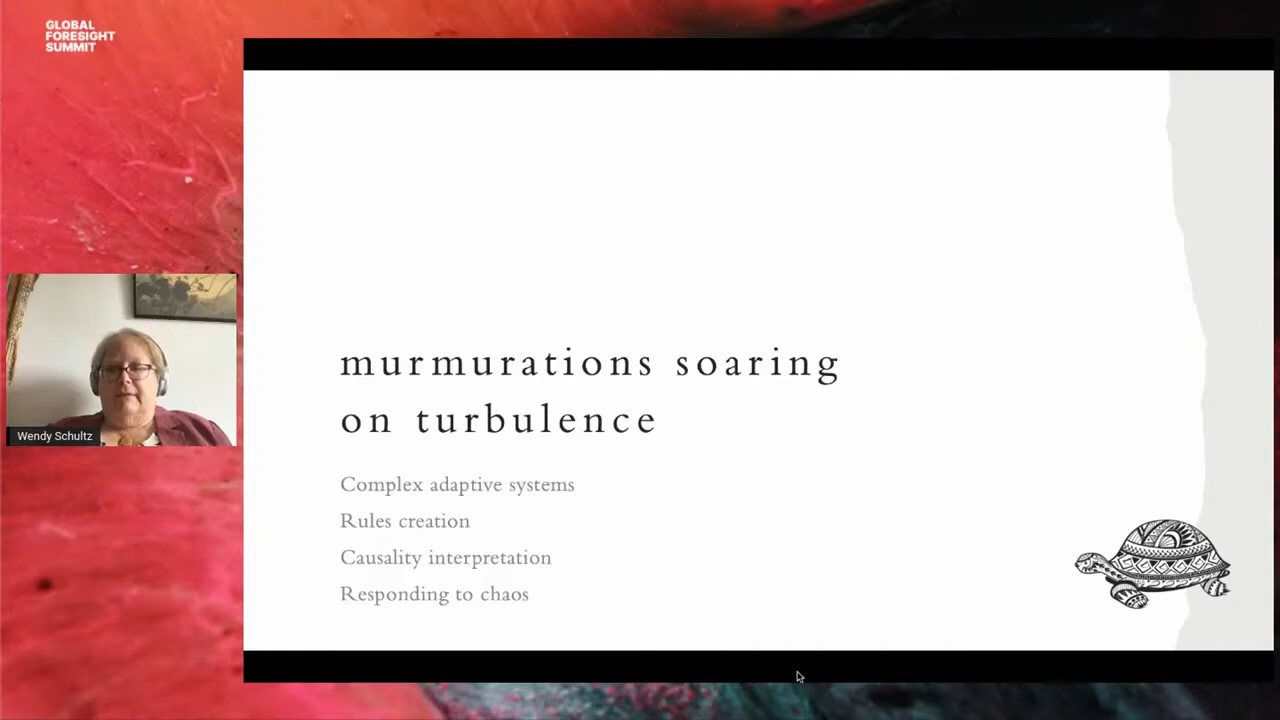 GLOBAL
FORESIGHT
SUMMIT
murmurations soaring
on turbulence
Complex adaptive systems
Rules creation
Causality interpretation
Responding to chaos
Wendy Schultz